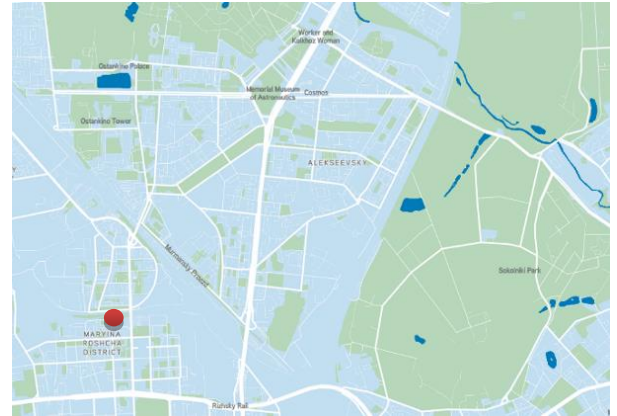 Worker and
Kolkhoz Woman
Ostankino Palace
Memorial Museum
of Astronautics
Cosmos
Ostankino Tower
ALEKSEEVSKY
Murmansky Proezd
Sokolniki Park
MARYINA
ROSHCHA
DISTRICT
Rizhsky Rail